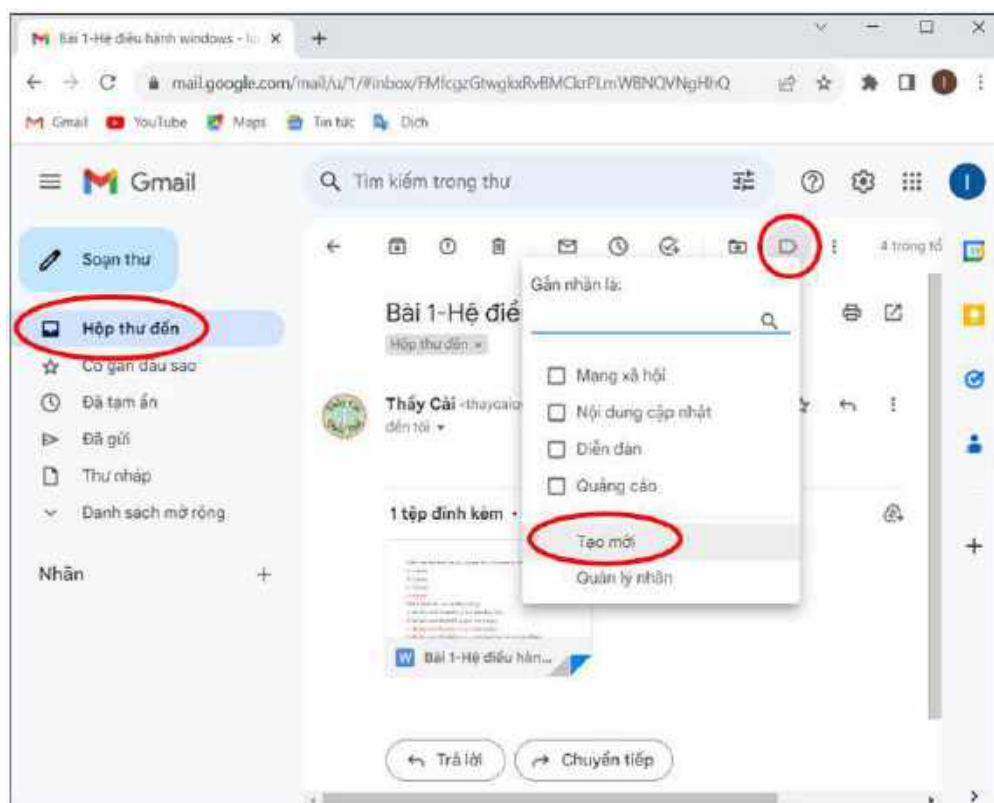 Bài 1-Hệ điều hành windows -
mail.google.com/mail/u/1/#inbox/
Gmail YouTube Maps Tin tức Dịch
Gmail
Tìm kiếm trong thư
Soạn thư
4 trong
Gắn nhãn là:
Hộp thư đến
Bài 1-Hệ điề
Hộp thư đến
Có gắn dấu sao
Mạng xã hội
Đã tạm ẩn
Thầy Cài
Nội dung cập nhật
đến tôi
Đã gửi
Diễn đàn
Thư nháp
Quảng cáo
Danh sách mở rộng
1 tệp đính kèm
Tạo mới
Nhãn
Quản lý nhãn
Bài 1-Hệ điều hàn...
Trả lời
Chuyển tiếp